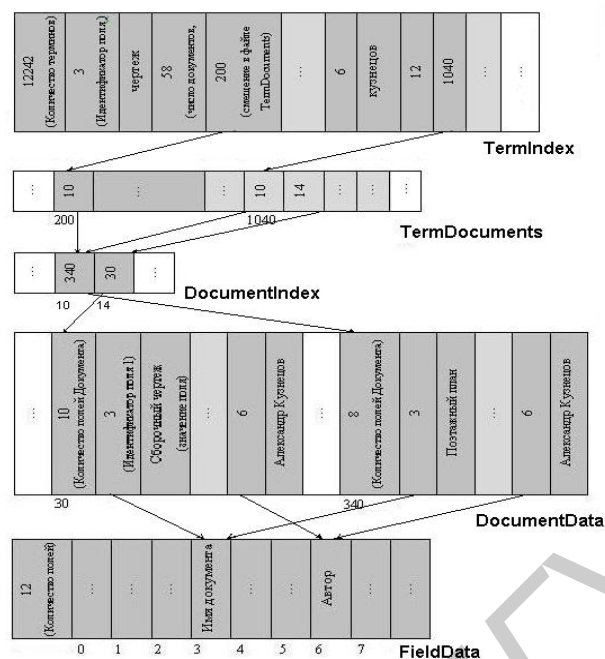 12242
(Количество терминов)
3
(Идентификатор поля)
чертеж
58
(число документов,
200
(смещение в файле
TermDocuments)
...
6
кузнецов
12
1040
...
...
TermIndex
...
10
...
...
10
14
...
...
...
200
1040
TermDocuments
...
340
30
...
DocumentIndex
10
14
...
10
(Количество полей Документа)
3
(Идентификатор поля 1)
Сборочный чертеж
(значение поля)
...
6
Александр Кузнецов
...
8
(Количество полей Документа)
3
Поэтажный план
...
6
Александр Кузнецов
30
340
DocumentData
12
(Количество полей)
...
...
...
Имя документа
...
...
Автор
...
...
0
1
2
3
4
5
6
7
FieldData